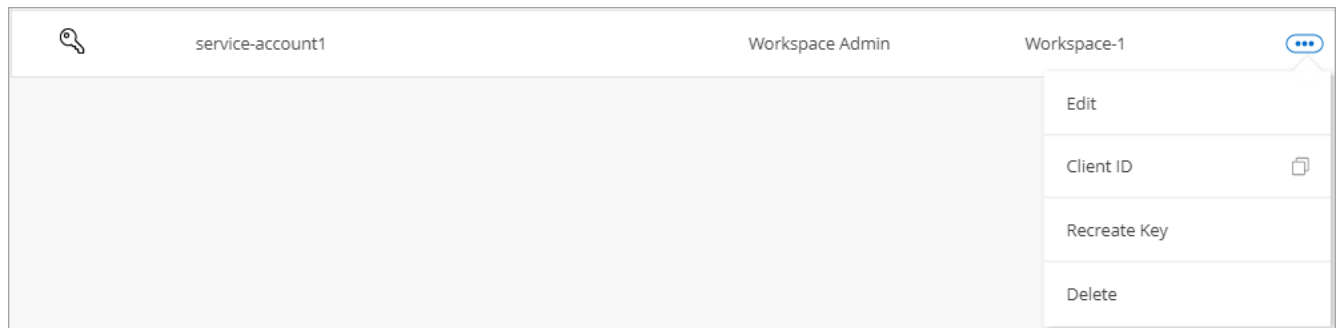 service-account1 Workspace Admin Workspace-1
Edit
Client ID
Recreate Key
Delete